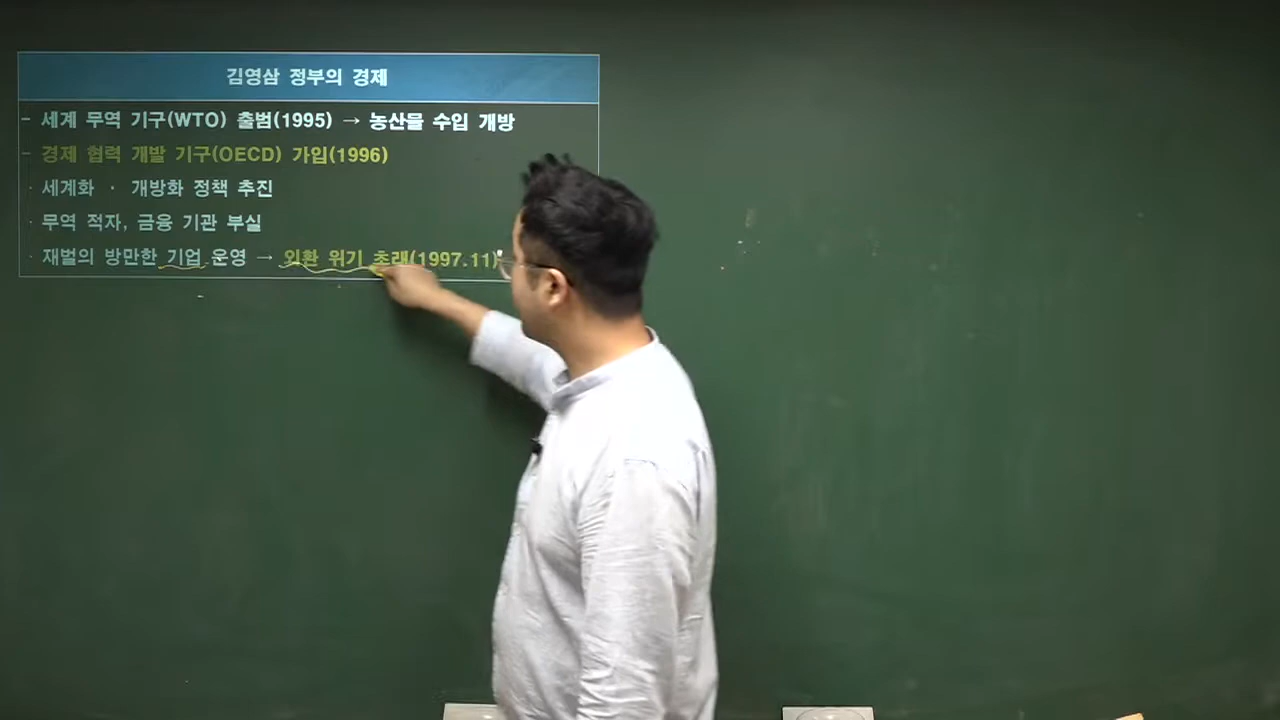 김영삼 정부의 경제
- 세계 무역 기구(WTO) 출범(1995) → 농산물 수입 개방
- 경제 협력 개발 기구(OECD) 가입(1996)
· 세계화 · 개방화 정책 추진
· 무역 적자, 금융 기관 부실
· 재벌의 방만한 기업 운영 → 외환 위기 초래(1997.11)